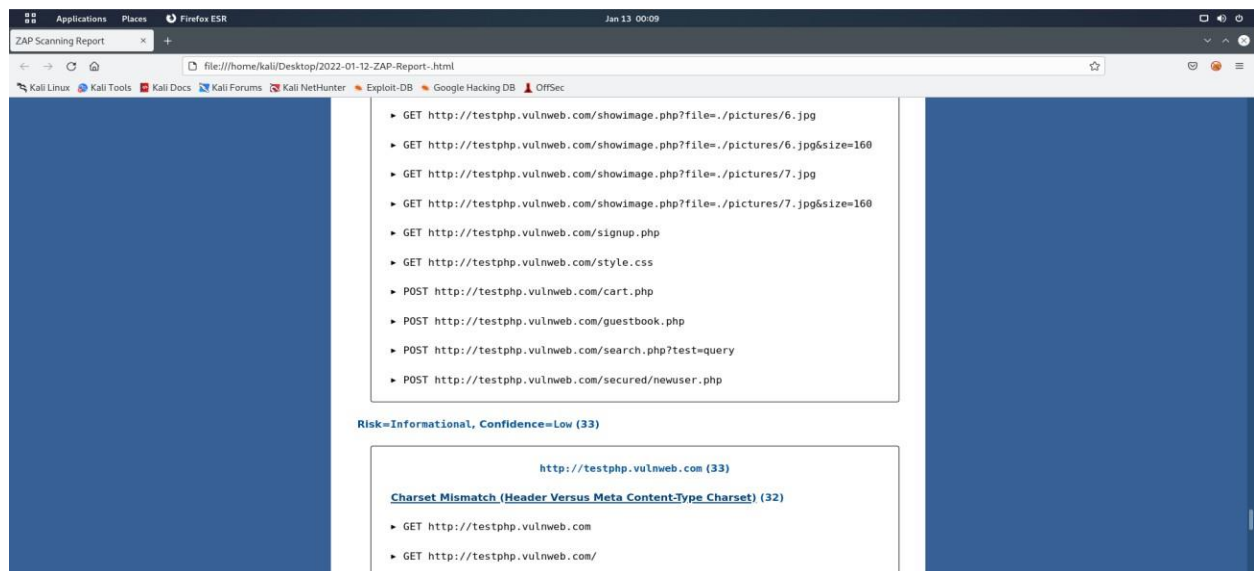 Applications Places Firefox ESR Jan 13 00:09
ZAP Scanning Report × +
file:///home/kali/Desktop/2022-01-12-ZAP-Report-.html
Kali Linux Kali Tools Kali Docs Kali Forums Kali NetHunter Exploit-DB Google Hacking DB OffSec
▸ GET http://testphp.vulnweb.com/showimage.php?file=./pictures/6.jpg
▸ GET http://testphp.vulnweb.com/showimage.php?file=./pictures/6.jpg&size=160
▸ GET http://testphp.vulnweb.com/showimage.php?file=./pictures/7.jpg
▸ GET http://testphp.vulnweb.com/showimage.php?file=./pictures/7.jpg&size=160
▸ GET http://testphp.vulnweb.com/signup.php
▸ GET http://testphp.vulnweb.com/style.css
▸ POST http://testphp.vulnweb.com/cart.php
▸ POST http://testphp.vulnweb.com/guestbook.php
▸ POST http://testphp.vulnweb.com/search.php?test=query
▸ POST http://testphp.vulnweb.com/secured/newuser.php
Risk=Informational, Confidence=Low (33)
http://testphp.vulnweb.com (33)
Charset Mismatch (Header Versus Meta Content-Type Charset) (32)
▸ GET http://testphp.vulnweb.com
▸ GET http://testphp.vulnweb.com/